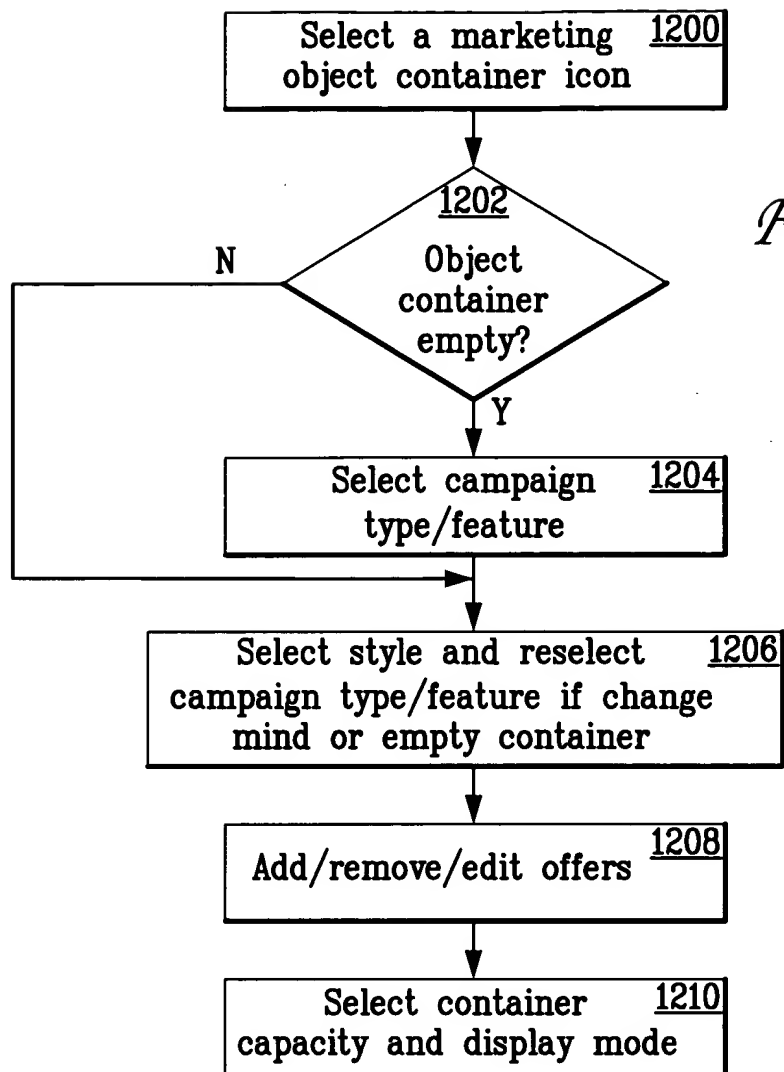 Select a marketing 1200
object container icon
1202
N
Object
container
empty?
Y
Select campaign 1204
type/feature
Select style and reselect 1206
campaign type/feature if change
mind or empty container
1208
Add/remove/edit offers
Select container 1210
capacity and display mode